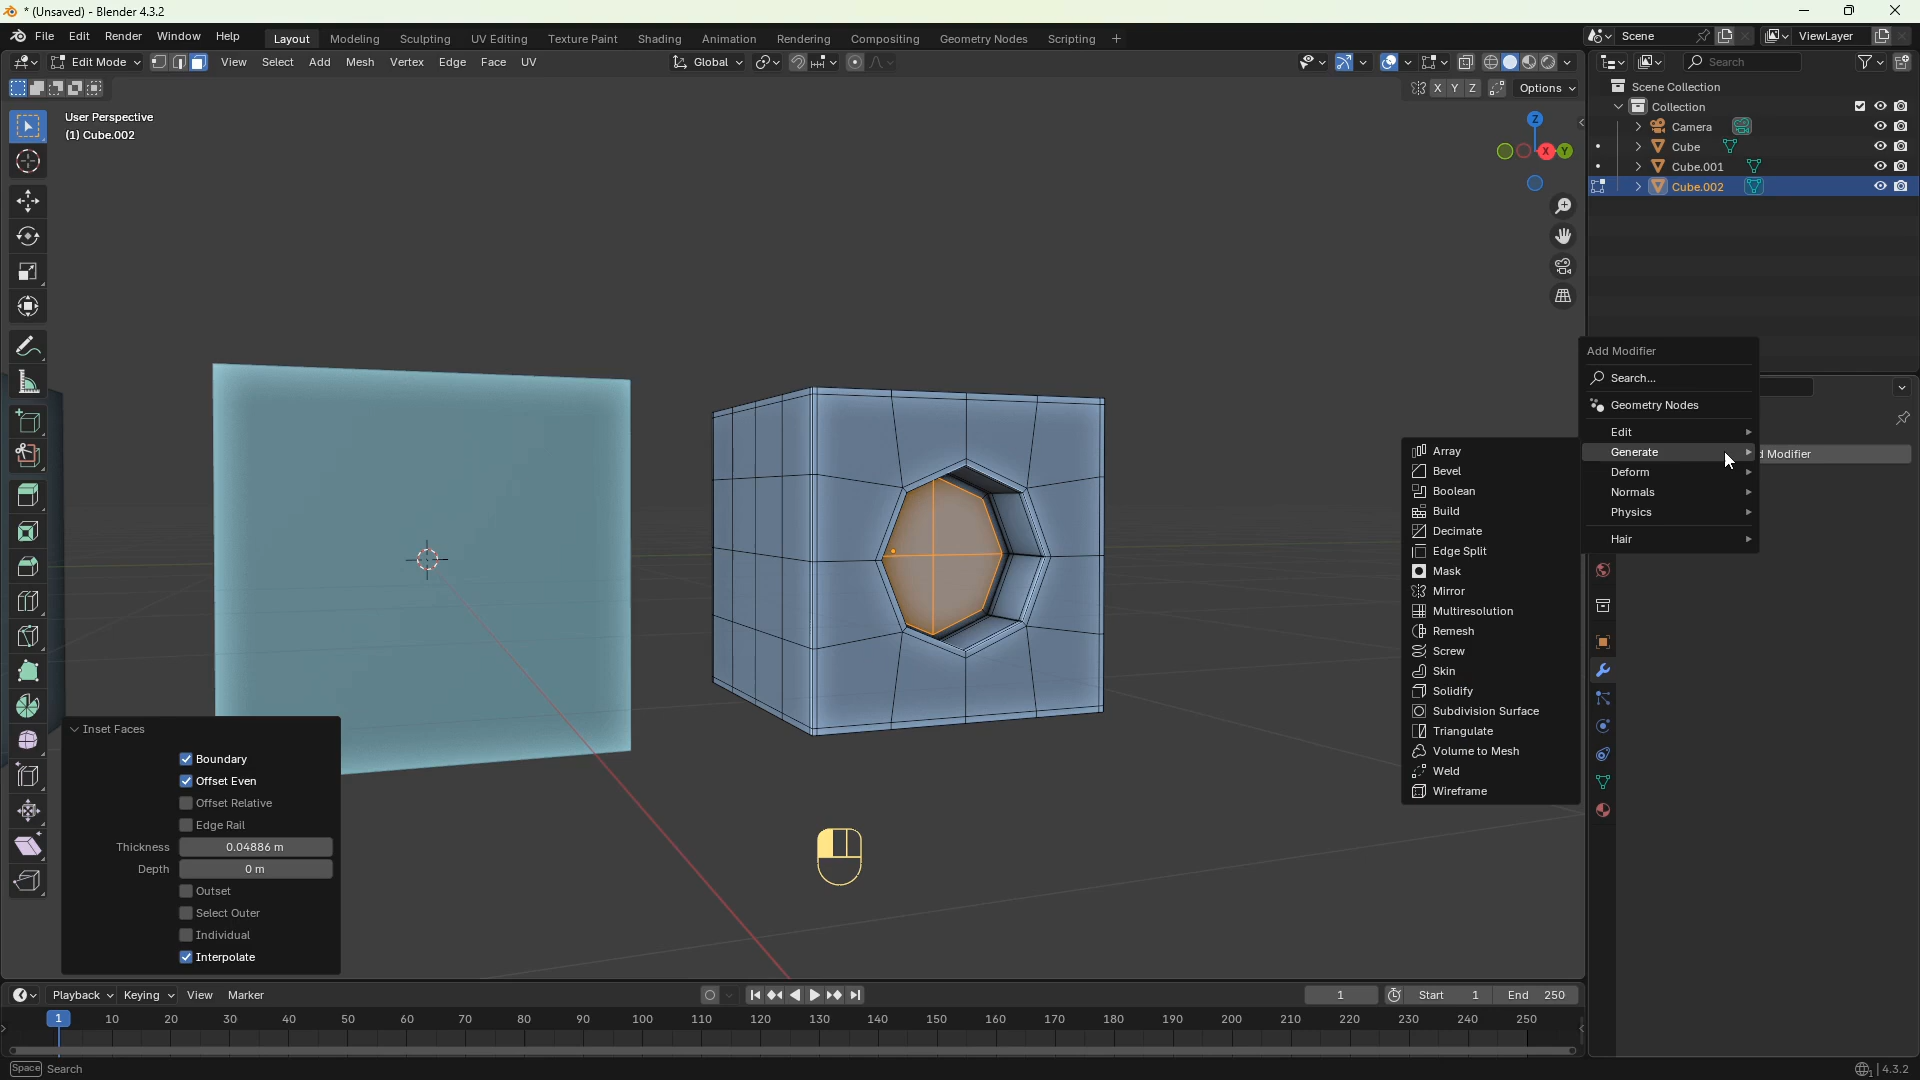 * (Unsaved) - Blender 4.3.2
File Edit Render Window Help
Layout Modeling Sculpting UV Editing Texture Paint Shading Animation Rendering Compositing Geometry Nodes Scripting +
Scene
ViewLayer
Edit Mode View Select Add Mesh Vertex Edge Face UV
Global
Search
X Y Z Options
User Perspective
(1) Cube.002
Z
X
Y
Scene Collection
Collection
Camera
Cube
Cube.001
Cube.002
Add Modifier
Search...
Geometry Nodes
Edit
Generate
Deform
Normals
Physics
Hair
d Modifier
Array
Bevel
Boolean
Build
Decimate
Edge Split
Mask
Mirror
Multiresolution
Remesh
Screw
Skin
Solidify
Subdivision Surface
Triangulate
Volume to Mesh
Weld
Wireframe
Inset Faces
Boundary
Offset Even
Offset Relative
Edge Rail
Thickness 0.04886 m
Depth 0 m
Outset
Select Outer
Individual
Interpolate
Playback Keying View Marker
1
Start 1 End 250
1 10 20 30 40 50 60 70 80 90 100 110 120 130 140 150 160 170 180 190 200 210 220 230 240 250
Space Search
4.3.2